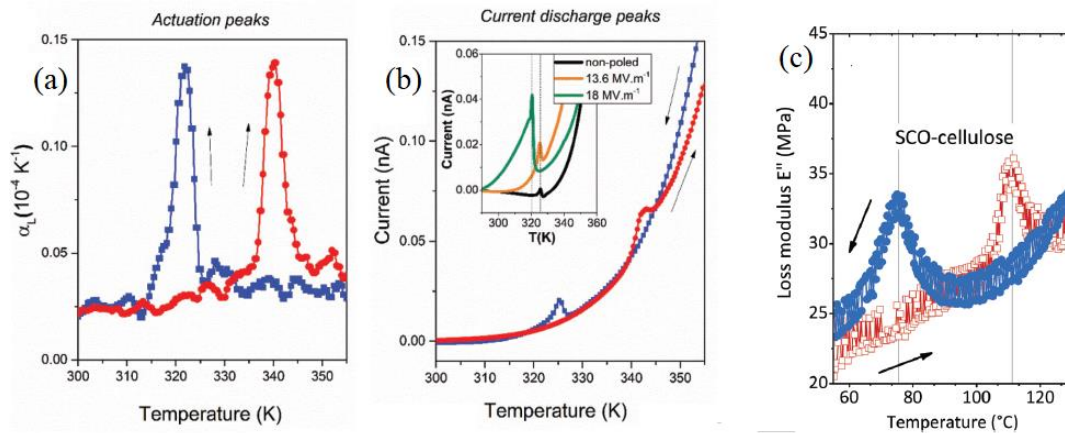 Actuation peaks
(a)
0.15
0.10
0.05
0.00
αL (10⁻⁴ K⁻¹)
300 310 320 330 340 350
Temperature (K)
Current discharge peaks
(b)
0.15
0.10
0.05
0.00
Current (nA)
300 310 320 330 340 350
Temperature (K)
0.06
0.04
0.02
0.00
Current (nA)
non-poled
13.6 MV.m⁻¹
18 MV.m⁻¹
300 320 340 360
T(K)
(c)
45
40
35
30
25
20
Loss modulus E'' (MPa)
SCO-cellulose
60 80 100 120
Temperature (°C)